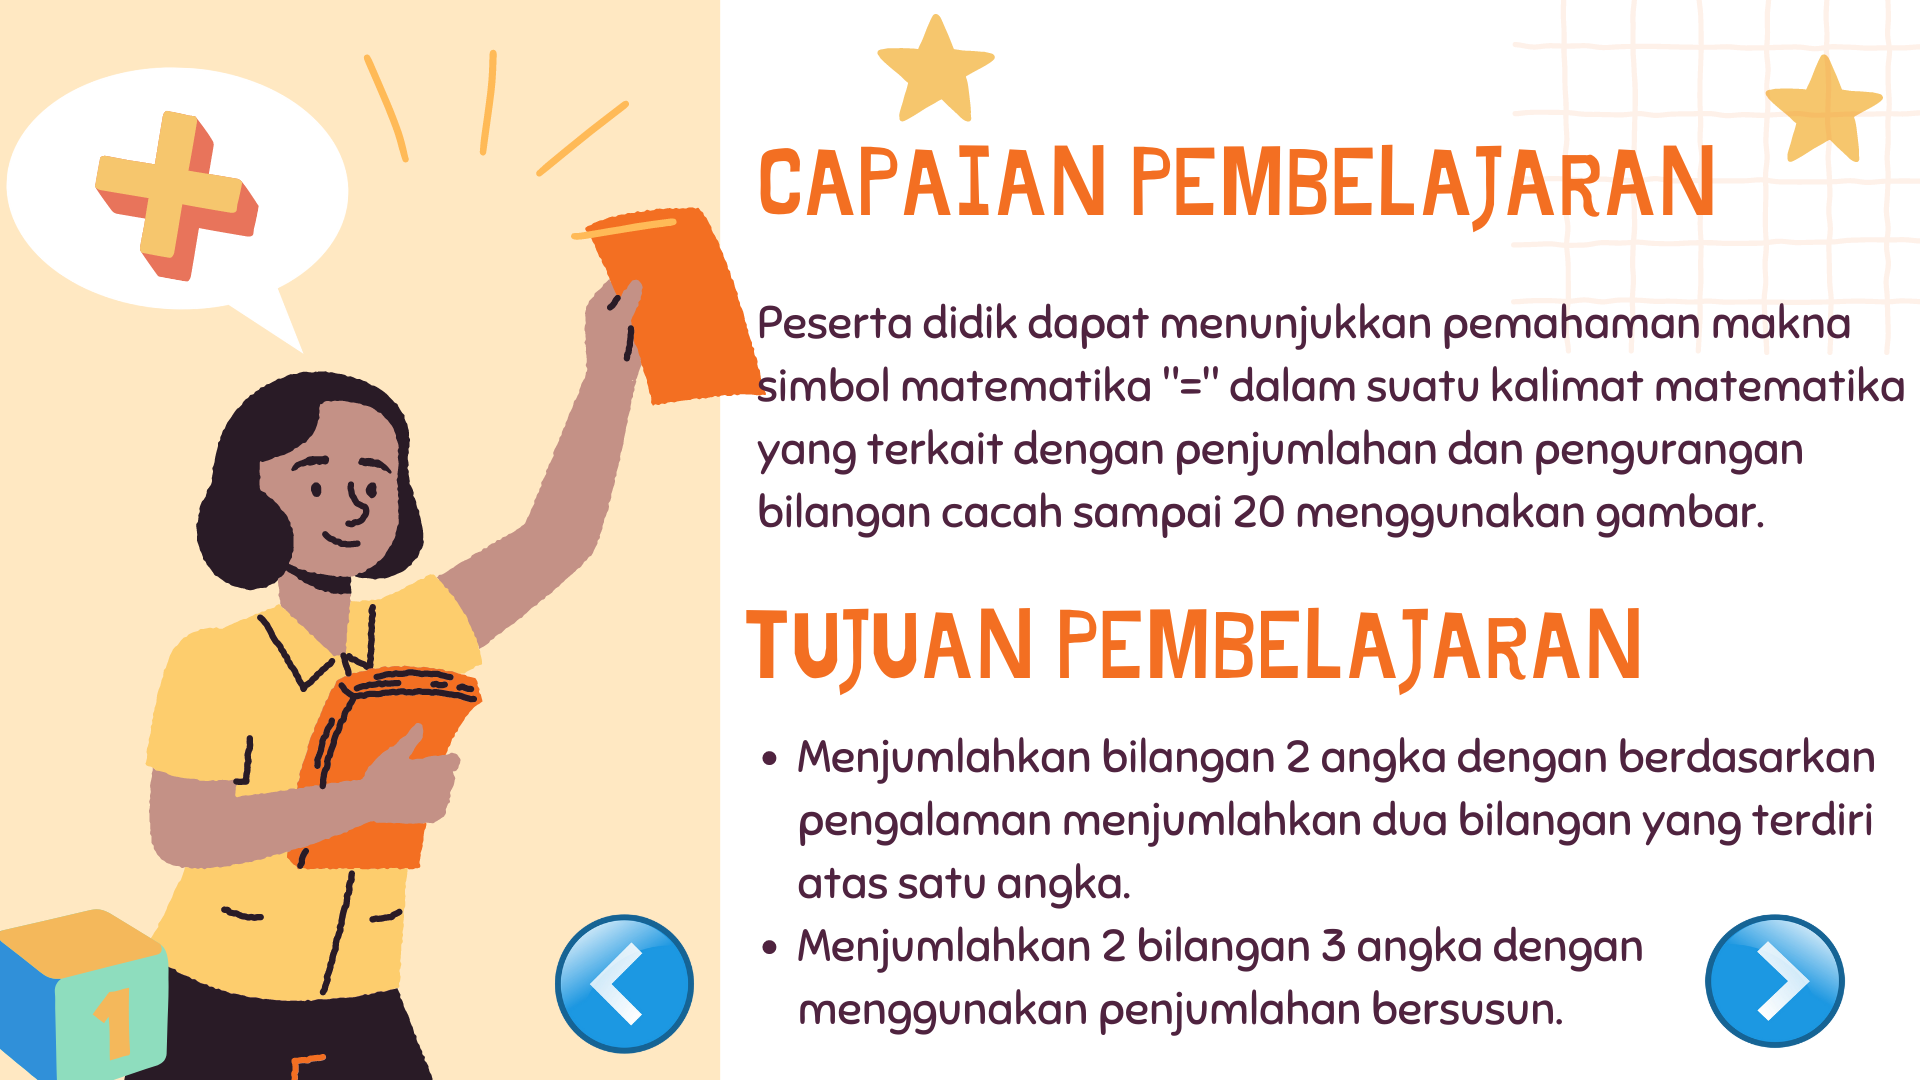 CAPAIAN PEMBELAJARAN
Peserta didik dapat menunjukkan pemahaman makna
simbol matematika "=" dalam suatu kalimat matematika
yang terkait dengan penjumlahan dan pengurangan
bilangan cacah sampai 20 menggunakan gambar.
TUJUAN PEMBELAJARAN
• Menjumlahkan bilangan 2 angka dengan berdasarkan
pengalaman menjumlahkan dua bilangan yang terdiri
atas satu angka.
• Menjumlahkan 2 bilangan 3 angka dengan
menggunakan penjumlahan bersusun.
1